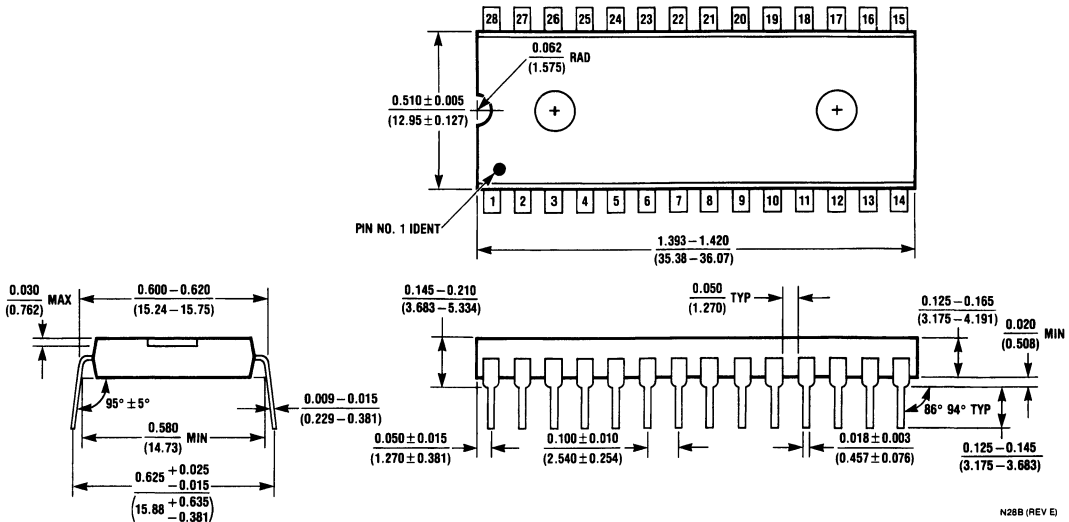 28 27 26 25 24 23 22 21 20 19 18 17 16 15
0.062
(1.575) RAD
0.510 ± 0.005
(12.95 ± 0.127)
1 2 3 4 5 6 7 8 9 10 11 12 13 14
PIN NO. 1 IDENT
1.393 – 1.420
(35.38 – 36.07)
0.030
(0.762) MAX
0.600 – 0.620
(15.24 – 15.75)
95° ± 5°
0.009 – 0.015
(0.229 – 0.381)
0.580
(14.73) MIN
0.625 + 0.025 – 0.015
(15.88 + 0.635 – 0.381)
0.145 – 0.210
(3.683 – 5.334)
0.050
(1.270) TYP
0.125 – 0.165
(3.175 – 4.191)
0.020
(0.508) MIN
86° 94° TYP
0.050 ± 0.015
(1.270 ± 0.381)
0.100 ± 0.010
(2.540 ± 0.254)
0.018 ± 0.003
(0.457 ± 0.076)
0.125 – 0.145
(3.175 – 3.683)
N28B (REV E)